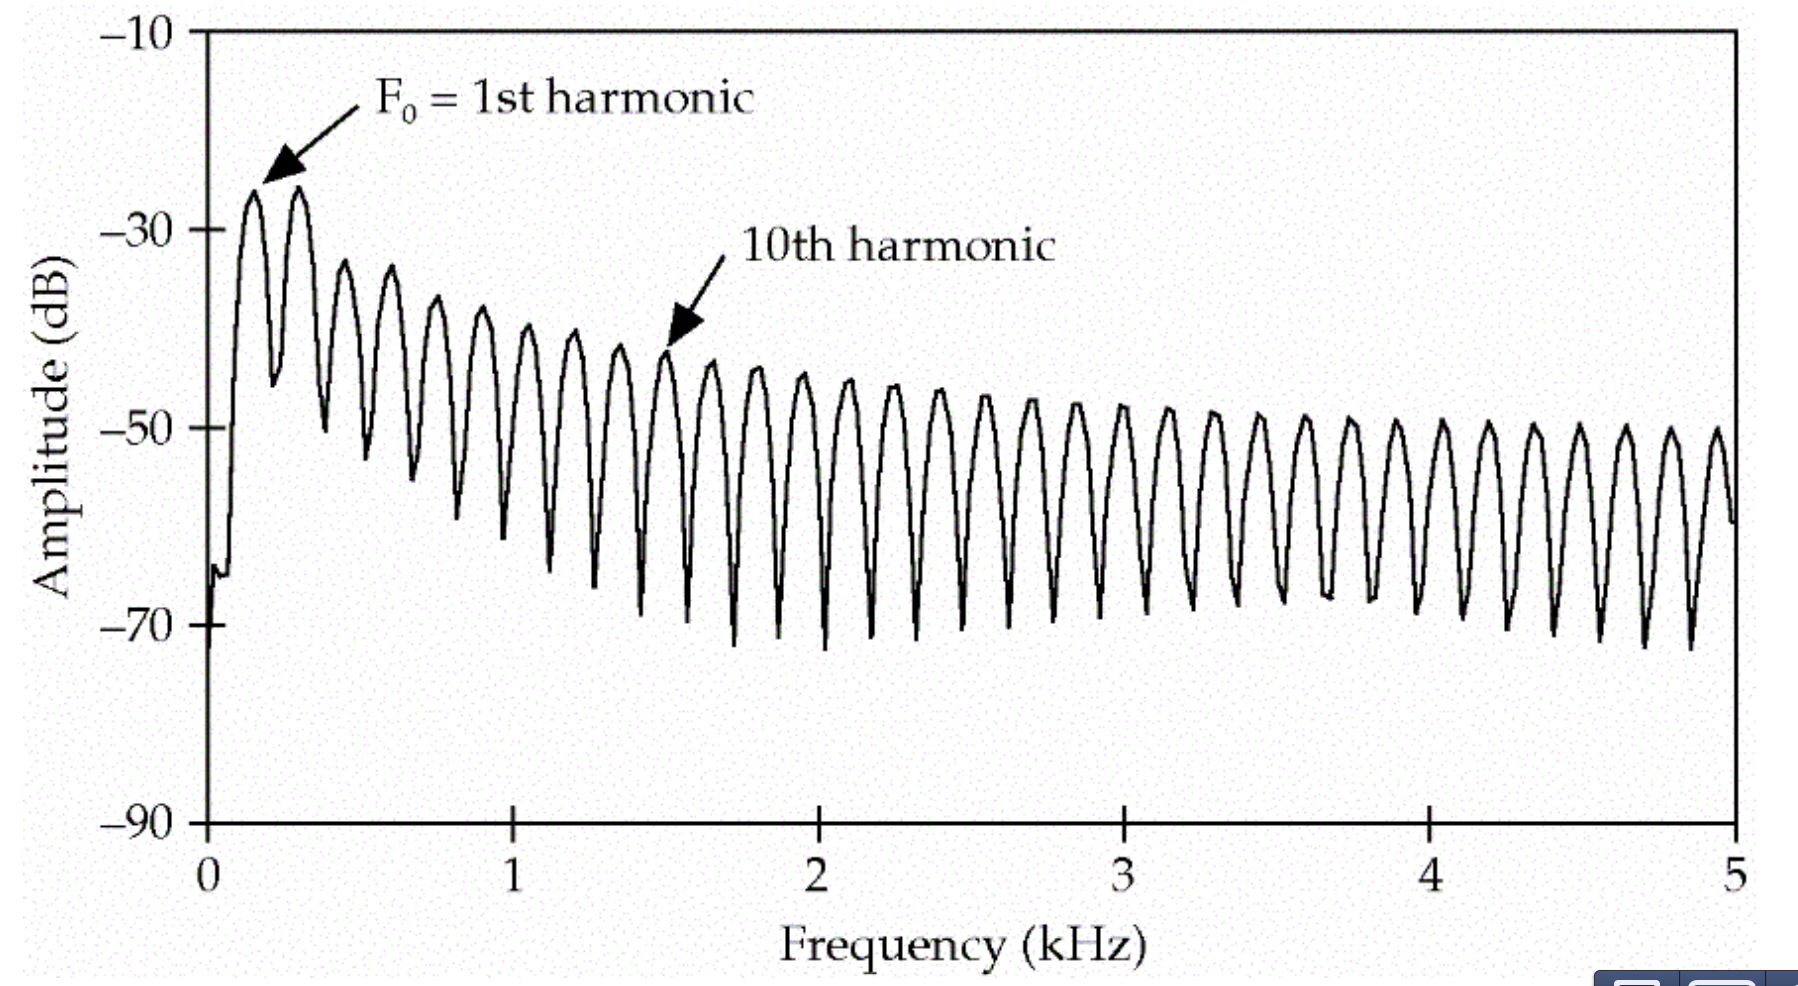 –10
F₀ = 1st harmonic
–30
10th harmonic
–50
–70
–90
Amplitude (dB)
0 1 2 3 4 5
Frequency (kHz)